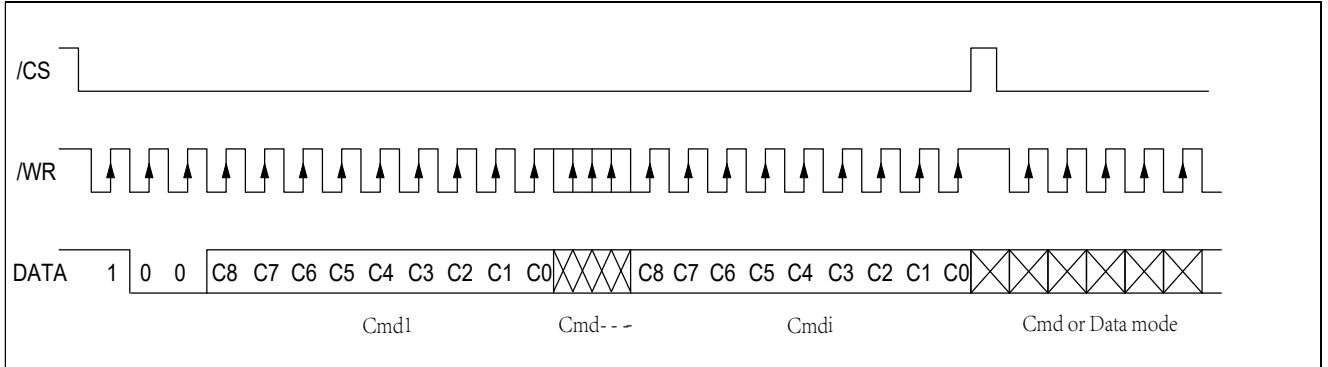 /CS
/WR
DATA 1 0 0 C8 C7 C6 C5 C4 C3 C2 C1 C0 C8 C7 C6 C5 C4 C3 C2 C1 C0
Cmd1 Cmd--- Cmdi Cmd or Data mode